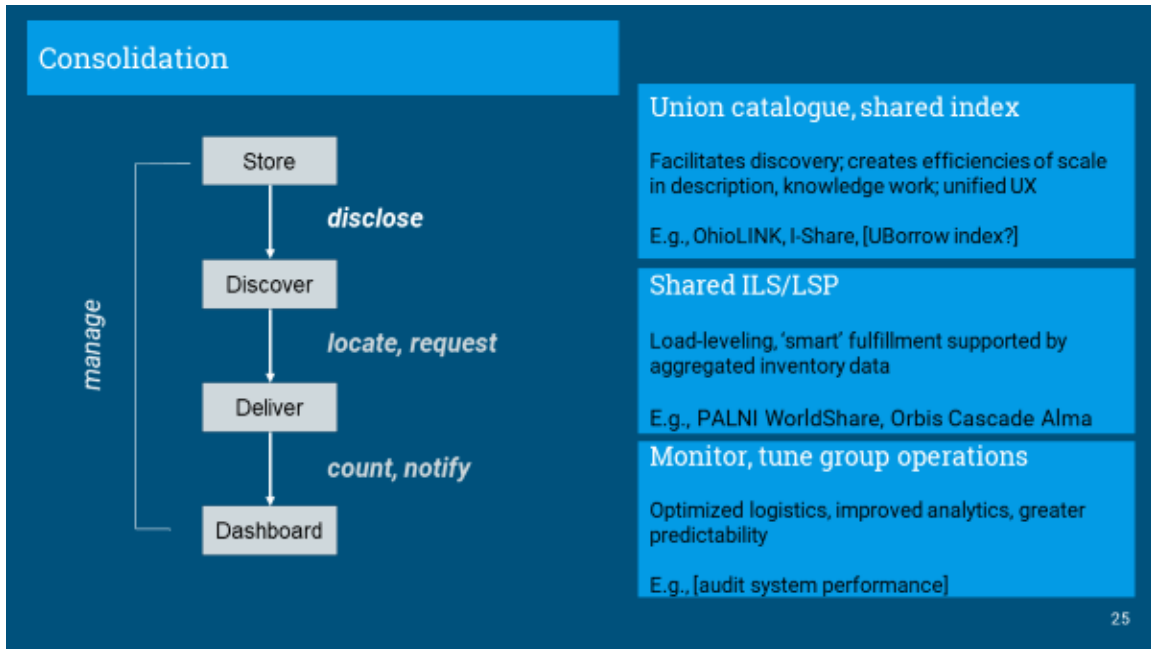 Consolidation
Store
disclose
Discover
locate, request
Deliver
count, notify
Dashboard
manage
Union catalogue, shared index
Facilitates discovery; creates efficiencies of scale
in description, knowledge work; unified UX
E.g., OhioLINK, I-Share, [UBorrow index?]
Shared ILS/LSP
Load-leveling, ‘smart’ fulfillment supported by
aggregated inventory data
E.g., PALNI WorldShare, Orbis Cascade Alma
Monitor, tune group operations
Optimized logistics, improved analytics, greater
predictability
E.g., [audit system performance]
25